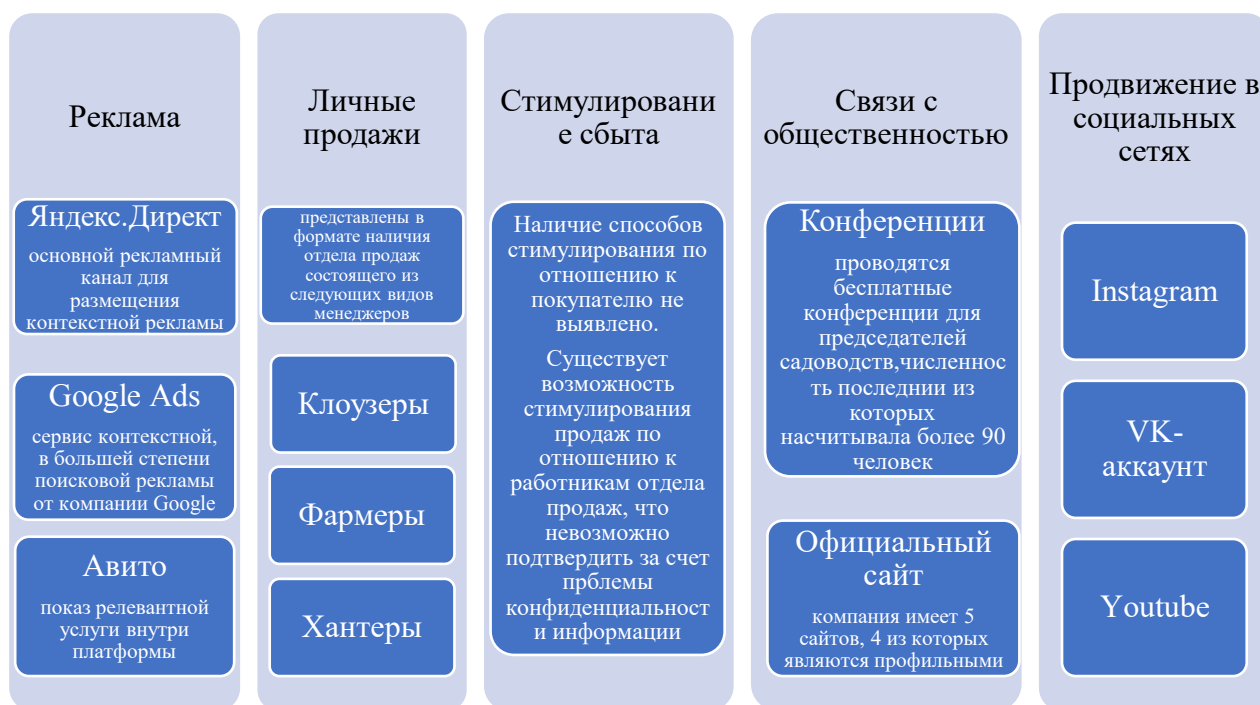 Реклама
Яндекс.Директ
основной рекламный
канал для
размещения
контекстной рекламы
Google Ads
сервис контекстной,
в большей степени
поисковой рекламы
от компании Google
Авито
показ релевантной
услуги внутри
платформы
Личные
продажи
представлены в
формате наличия
отдела продаж
состоящего из
следующих видов
менеджеров
Клоузеры
Фармеры
Хантеры
Стимулировани
е сбыта
Наличие способов
стимулирования по
отношению к
покупателю не
выявлено.
Существует
возможность
стимулирования
продаж по
отношению к
работникам отдела
продаж, что
невозможно
подтвердить за счет
прблемы
конфиденциальност
и информации
Связи с
общественностью
Конференции
проводятся
бесплатные
конференции для
председателей
садоводств,численнос
ть последнии из
которых
насчитывала более 90
человек
Официальный
сайт
компания имеет 5
сайтов, 4 из которых
являются профильными
Продвижение в
социальных
сетях
Instagram
VK-
аккаунт
Youtube